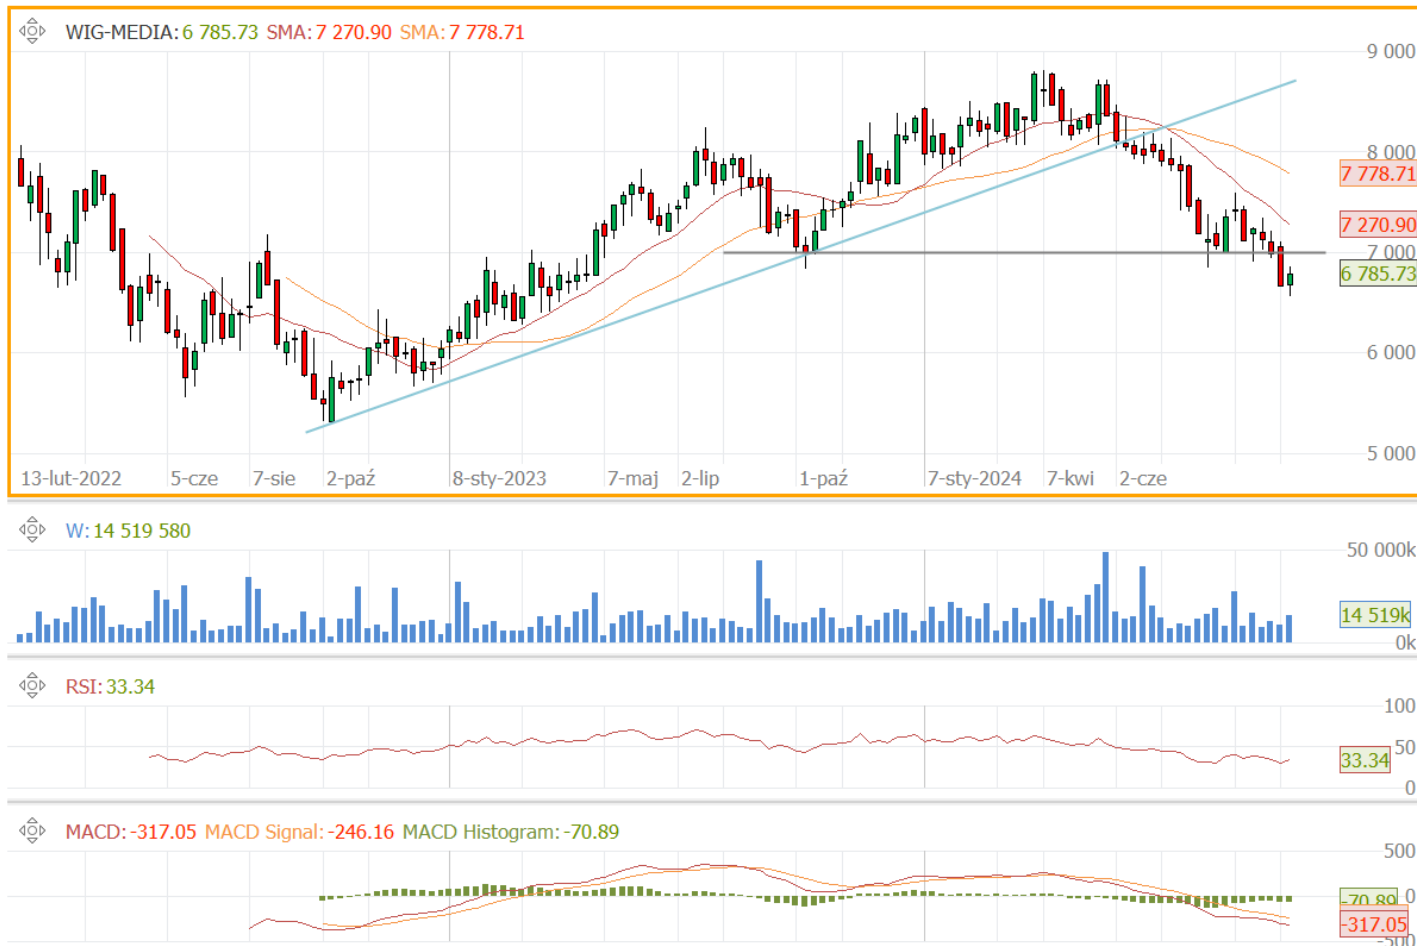 WIG-MEDIA: 6 785.73 SMA: 7 270.90 SMA: 7 778.71
9 000
8 000
7 778.71
7 270.90
7 000
6 785.73
6 000
5 000
13-lut-2022 5-cze 7-sie 2-paź 8-sty-2023 7-maj 2-lip 1-paź 7-sty-2024 7-kwi 2-cze
W: 14 519 580
50 000k
14 519k
0k
RSI: 33.34
100
50
33.34
0
MACD: -317.05 MACD Signal: -246.16 MACD Histogram: -70.89
500
0
-70.89
-317.05
-500